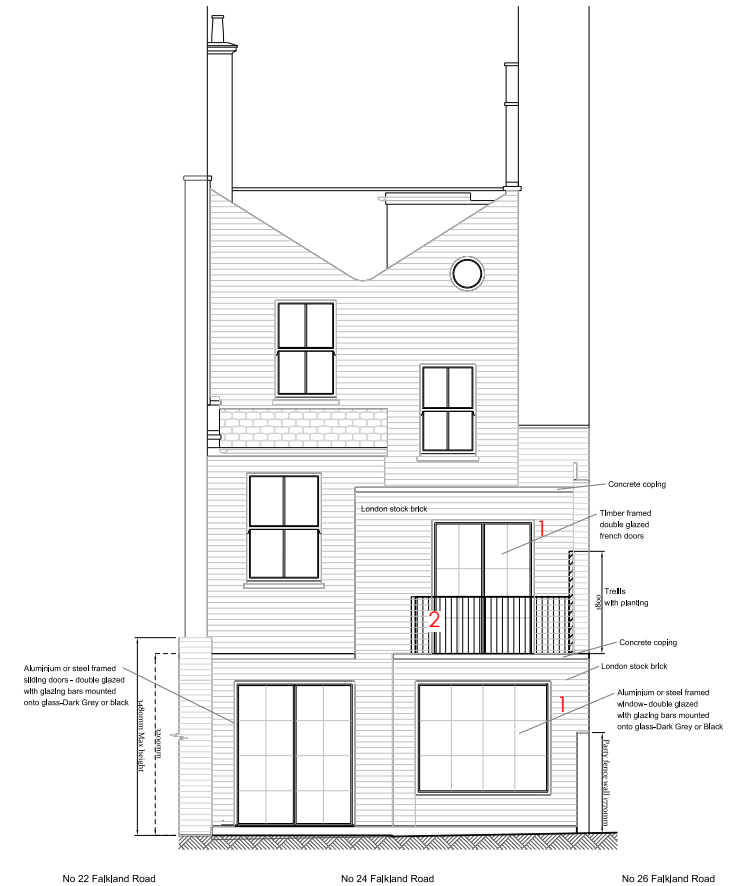 Concrete coping
London stock brick
Timber framed
double glazed
french doors
1
1800
Trellis
with planting
2
Concrete coping
London stock brick
Aluminium or steel framed
sliding doors - double glazed
with glazing bars mounted
onto glass-Dark Grey or black
Aluminium or steel framed
window- double glazed
with glazing bars mounted
onto glass-Dark Grey or Black
1
3480mm Max height
3200mm
Party fence wall 1770mm
No 22 Falkland Road
No 24 Falkland Road
No 26 Falkland Road